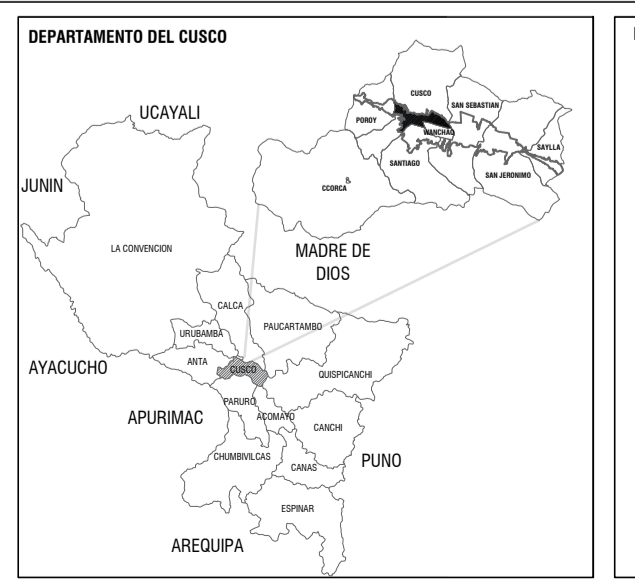 DEPARTAMENTO DEL CUSCO
CUSCO
SAN SEBASTIAN
POROY
WANCHAQ
SAYLLA
SANTIAGO
SAN JERONIMO
CCORCA
UCAYALI
JUNIN
LA CONVENCION
MADRE DE
DIOS
CALCA
PAUCARTAMBO
URUBAMBA
ANTA
AYACUCHO
CUSCO
QUISPICANCHI
PARURO
APURIMAC
ACOMAYO
CANCHI
CHUMBIVILCAS
CANAS
PUNO
ESPINAR
AREQUIPA